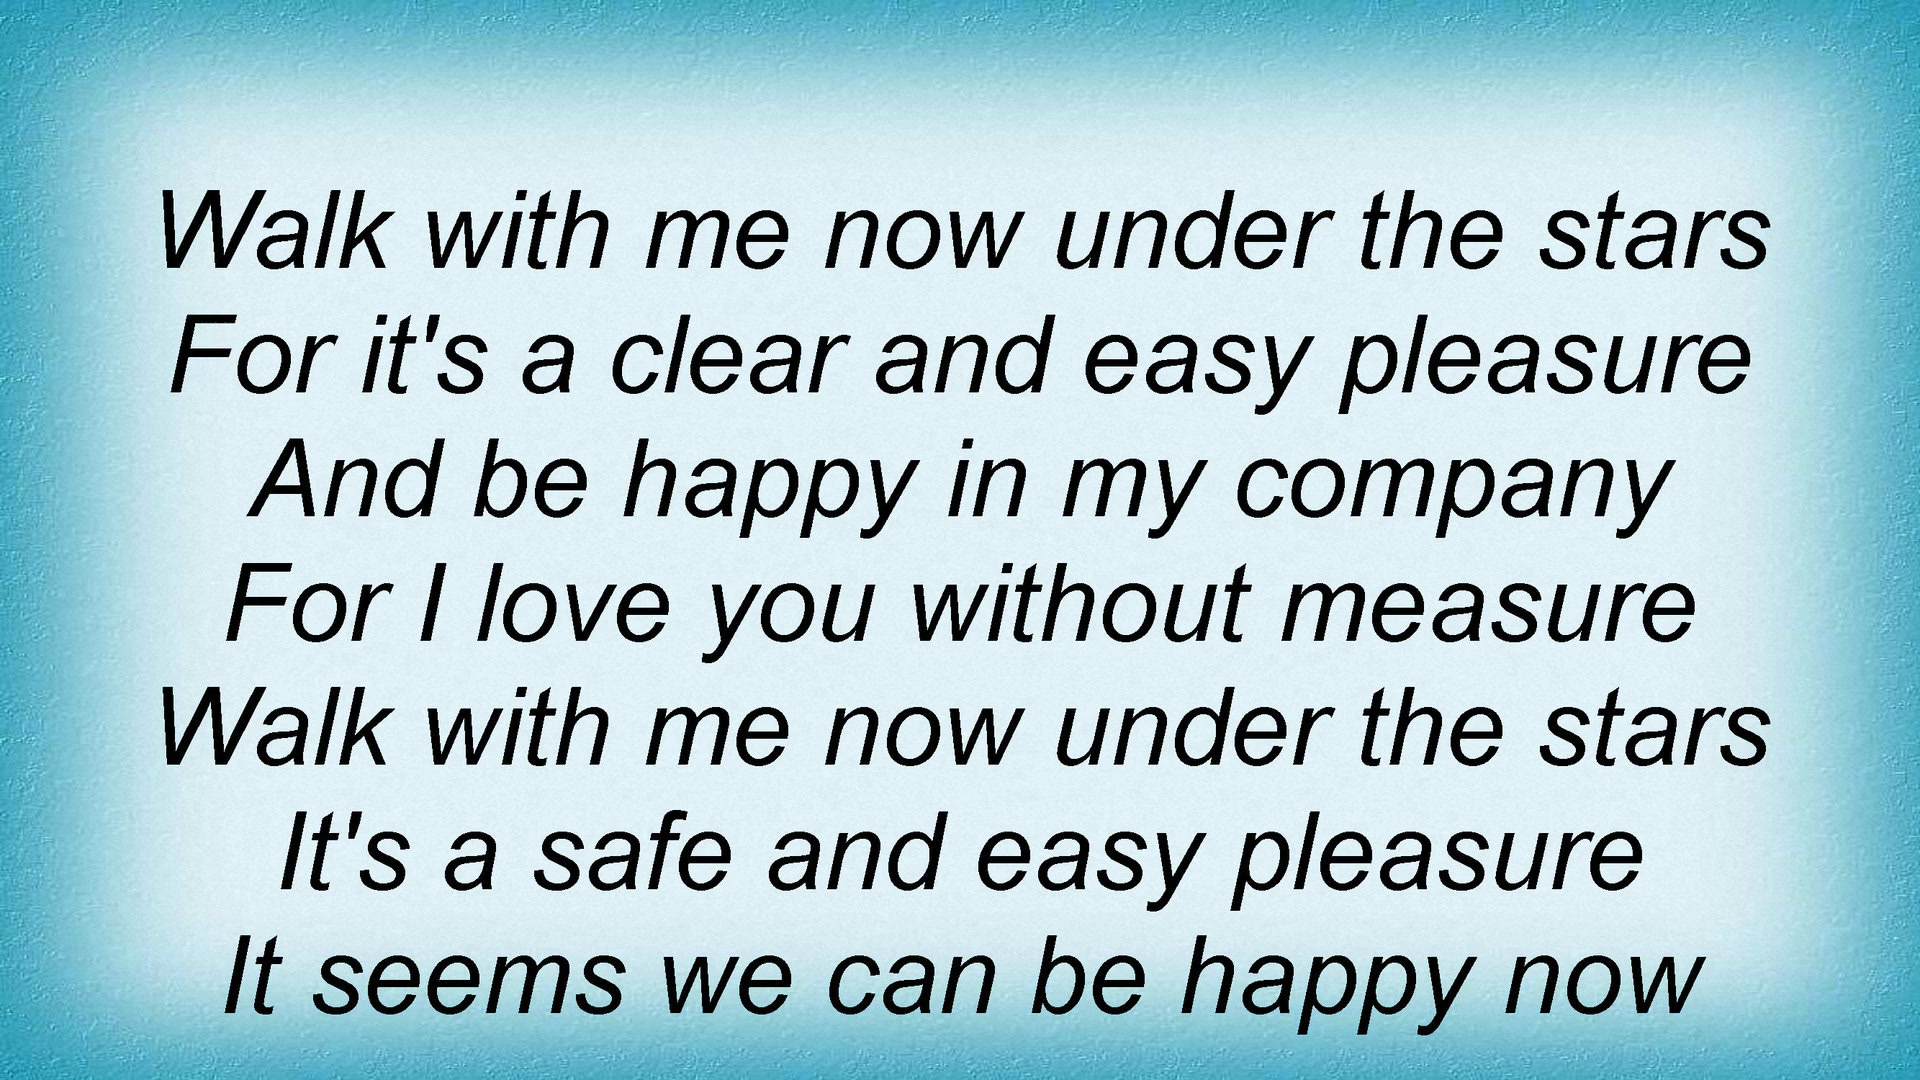 Walk with me now under the stars
For it's a clear and easy pleasure
And be happy in my company
For I love you without measure
Walk with me now under the stars
It's a safe and easy pleasure
It seems we can be happy now